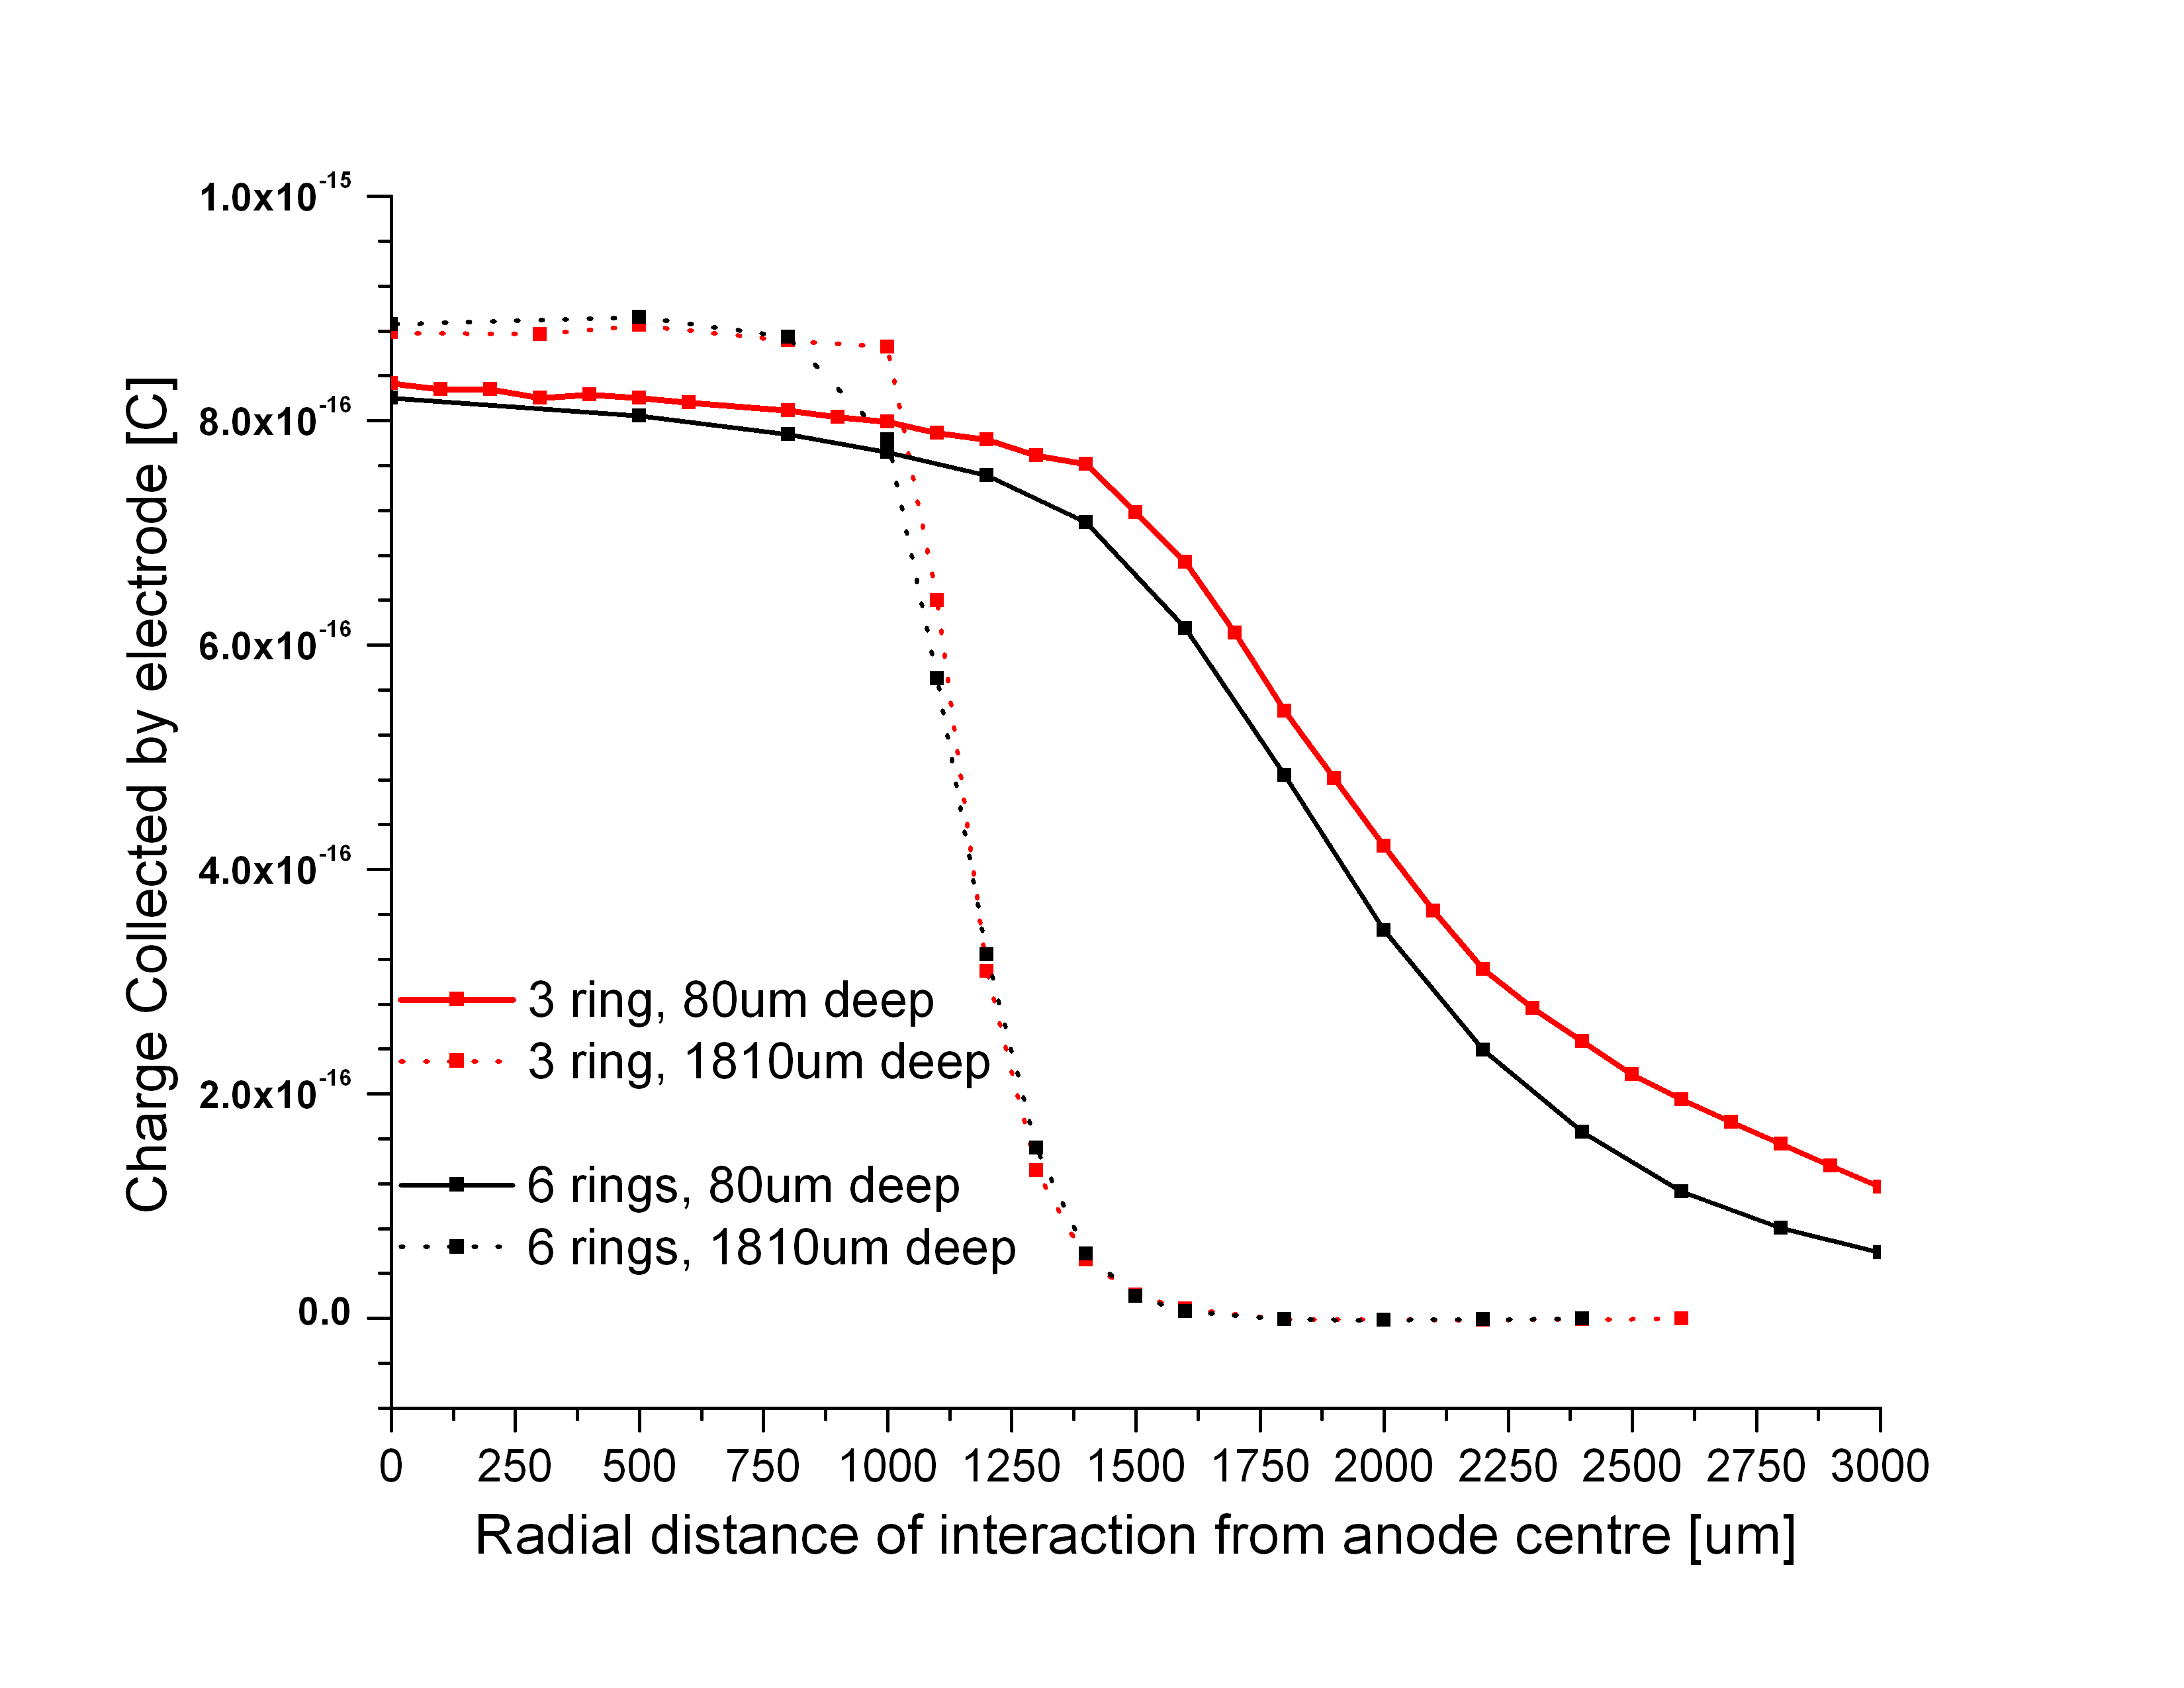 1.0x10-15
8.0x10-16
6.0x10-16
4.0x10-16
2.0x10-16
0.0
Charge Collected by electrode [C]
3 ring, 80um deep
3 ring, 1810um deep
6 rings, 80um deep
6 rings, 1810um deep
0 250 500 750 1000 1250 1500 1750 2000 2250 2500 2750 3000
Radial distance of interaction from anode centre [um]